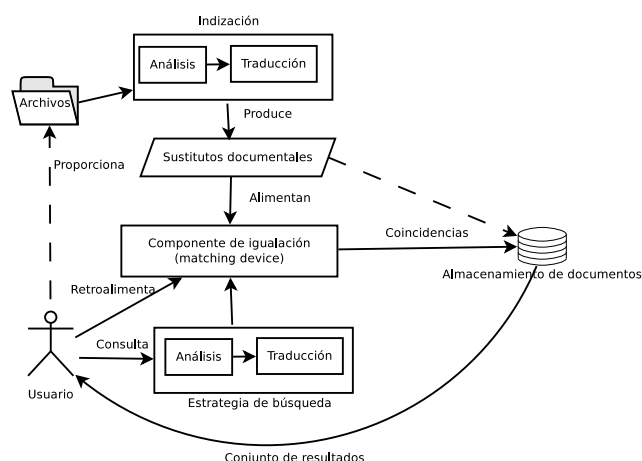 Indización
Análisis
Traducción
Archivos
Produce
Proporciona
Sustitutos documentales
Alimentan
Componente de igualación
(matching device)
Coincidencias
Almacenamiento de documentos
Retroalimenta
Consulta
Análisis
Traducción
Usuario
Estrategia de búsqueda
Conjunto de resultados